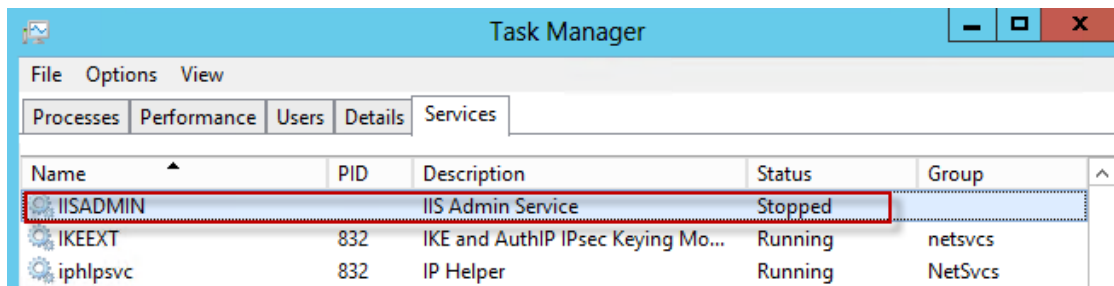 Task Manager
File Options View
Processes Performance Users Details Services
Name PID Description Status Group
IISADMIN IIS Admin Service Stopped
IKEEXT 832 IKE and AuthIP IPsec Keying Mo... Running netsvcs
iphlpsvc 832 IP Helper Running NetSvcs